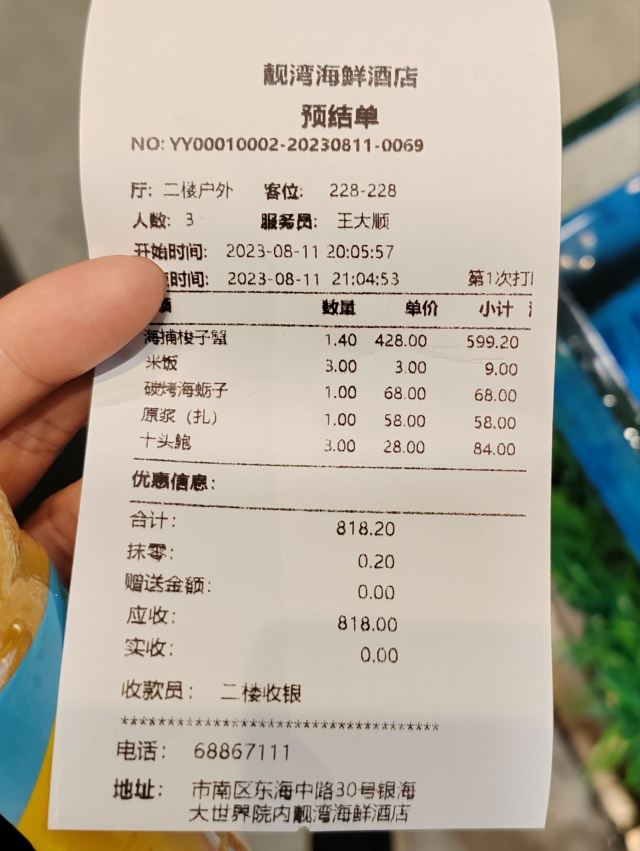 靓湾海鲜酒店
预结单
NO: YY00010002-20230811-0069
厅: 二楼户外 客位: 228-228
人数: 3 服务员: 王大顺
开始时间: 2023-08-11 20:05:57
时间: 2023-08-11 21:04:53 第1次打
数量 单价 小计
海捕梭子蟹 1.40 428.00 599.20
米饭 3.00 3.00 9.00
碳烤海蛎子 1.00 68.00 68.00
原浆（扎） 1.00 58.00 58.00
十头鲍 3.00 28.00 84.00
优惠信息:
合计: 818.20
抹零: 0.20
赠送金额: 0.00
应收: 818.00
实收: 0.00
收款员: 二楼收银
**********************************
电话: 68867111
地址: 市南区东海中路30号银海
大世界院内靓湾海鲜酒店